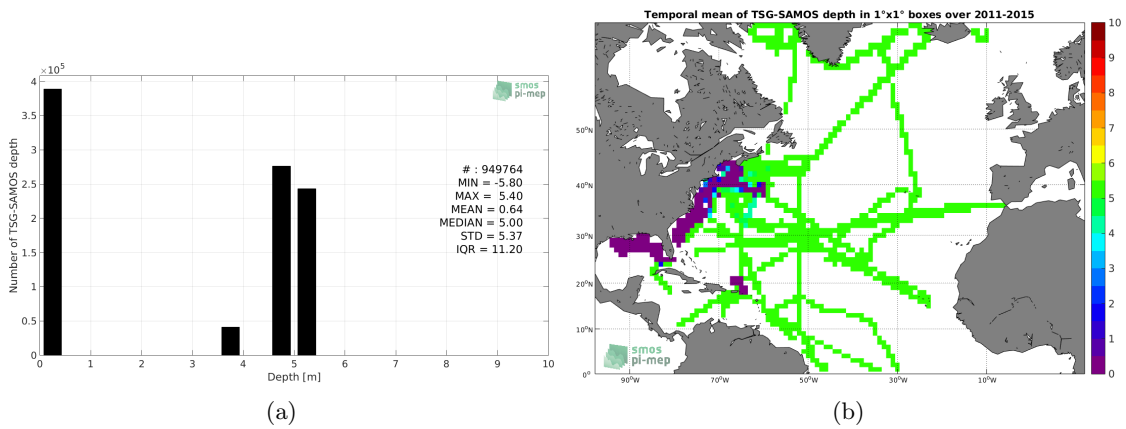 ×10⁵
4
3.5
3
2.5
2
1.5
1
0.5
0
Number of TSG-SAMOS depth
0 1 2 3 4 5 6 7 8 9 10
Depth [m]
smos
pi-mep
# : 949764
MIN = -5.80
MAX = 5.40
MEAN = 0.64
MEDIAN = 5.00
STD = 5.37
IQR = 11.20
(a)
Temporal mean of TSG-SAMOS depth in 1°x1° boxes over 2011-2015
50°N
40°N
30°N
20°N
10°N
0°
90°W 70°W 50°W 30°W 10°W
smos
pi-mep
10
9
8
7
6
5
4
3
2
1
0
(b)